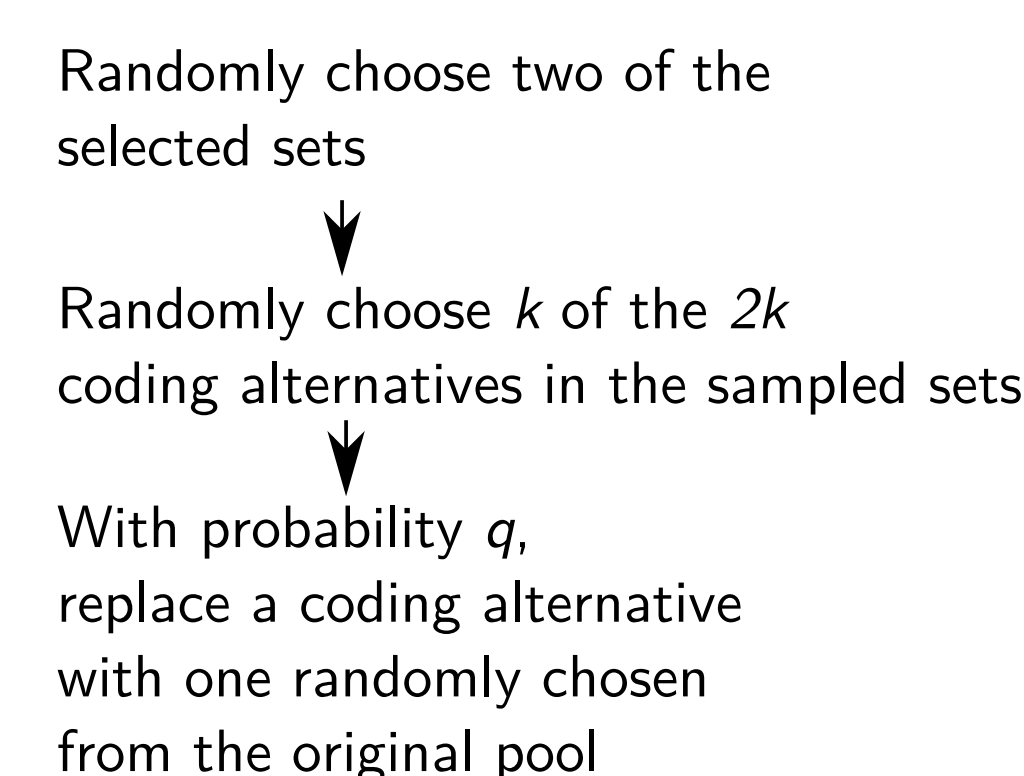 Randomly choose two of the
selected sets
Randomly choose k of the 2k
coding alternatives in the sampled sets
With probability q,
replace a coding alternative
with one randomly chosen
from the original pool